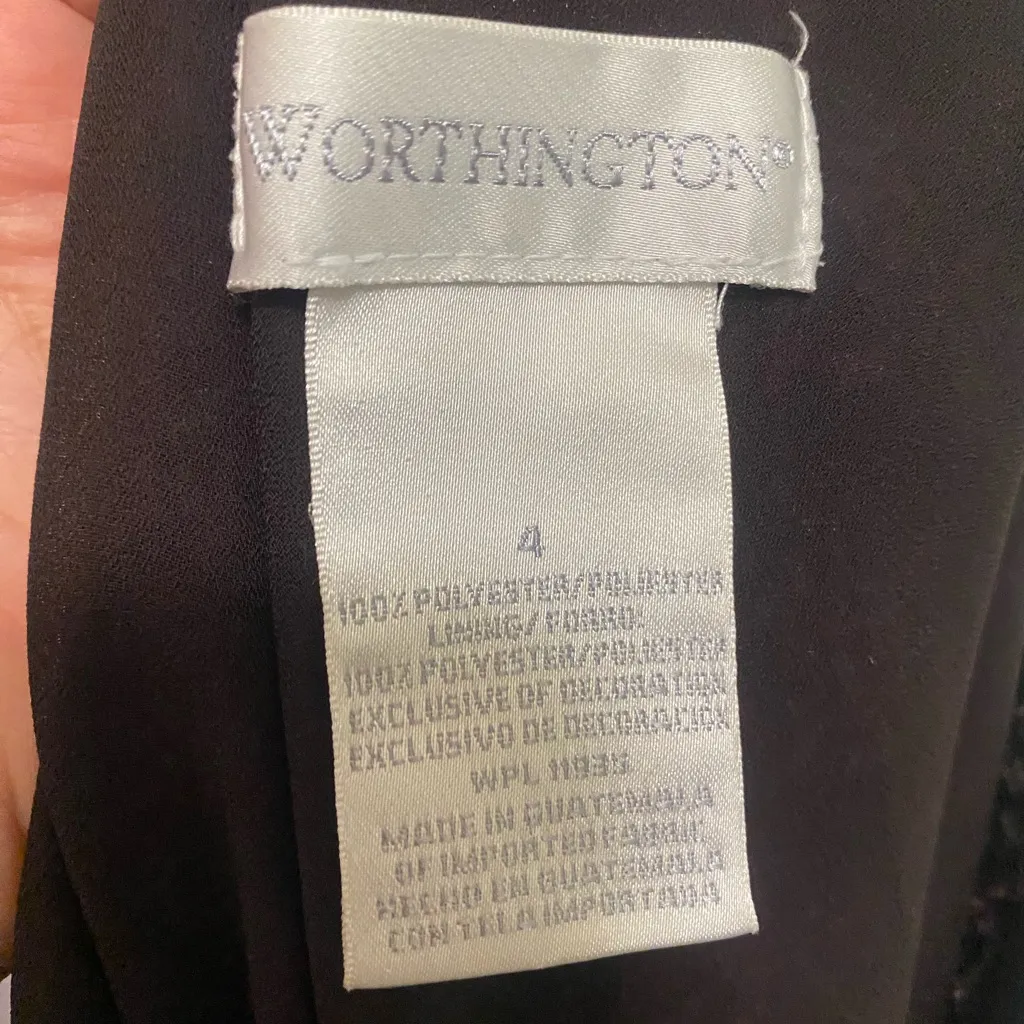 WORTHINGTON®
4
100% POLYESTER/POLIESTER
LINING/FORRO:
100% POLYESTER/POLIESTER
EXCLUSIVE OF DECORATION
EXCLUSIVO DE DECORACIÓN
WPL 11935
MADE IN GUATEMALA
OF IMPORTED FABRIC
HECHO EN GUATEMALA
CON TELA IMPORTADA